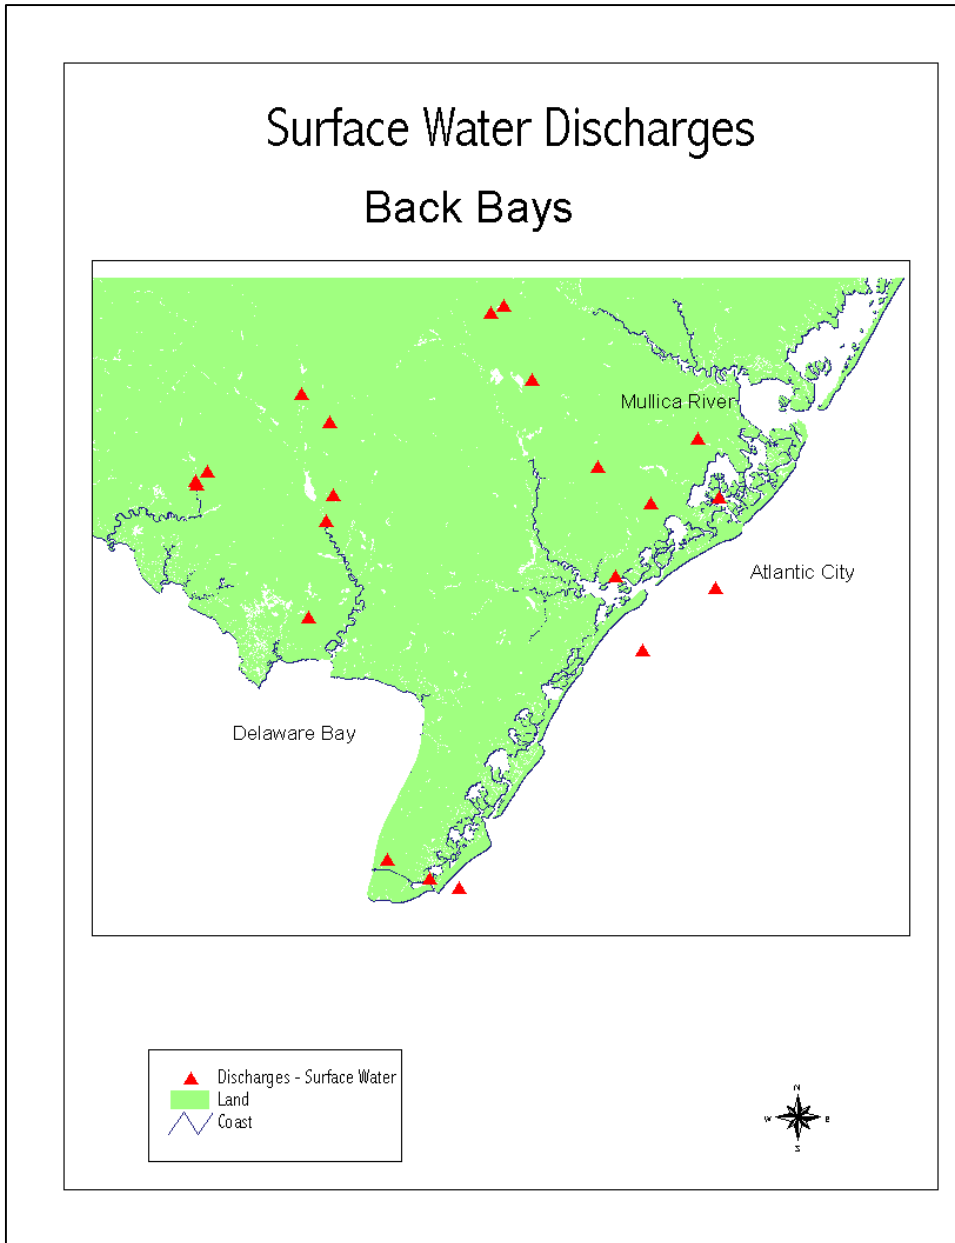 Surface Water Discharges
Back Bays
Mullica River
Atlantic City
Delaware Bay
Discharges - Surface Water
Land
Coast
N
W E
S